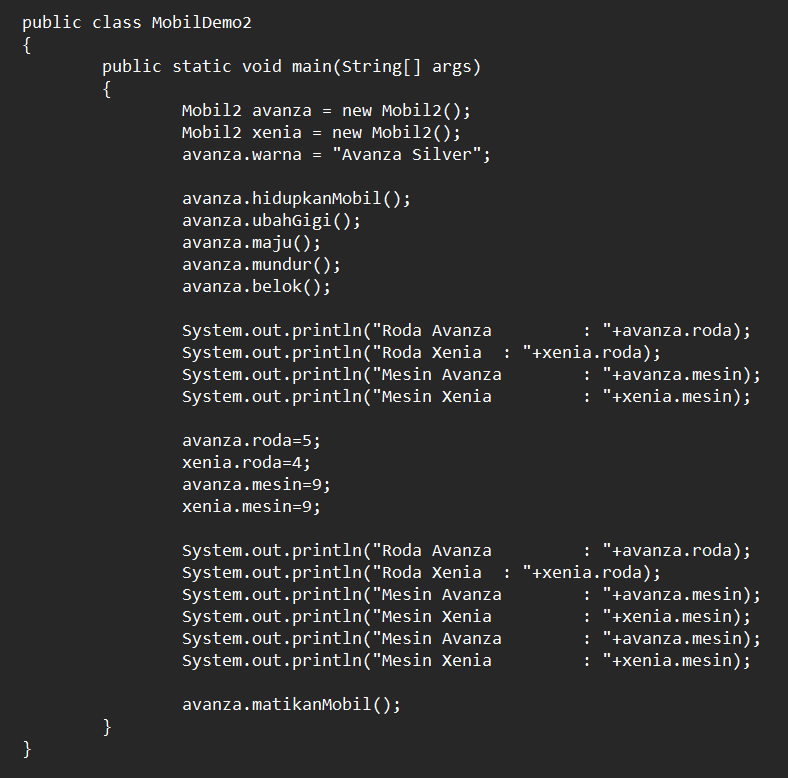 public class MobilDemo2
{
        public static void main(String[] args)
        {
                Mobil2 avanza = new Mobil2();
                Mobil2 xenia = new Mobil2();
                avanza.warna = "Avanza Silver";

                avanza.hidupkanMobil();
                avanza.ubahGigi();
                avanza.maju();
                avanza.mundur();
                avanza.belok();

                System.out.println("Roda Avanza         : "+avanza.roda);
                System.out.println("Roda Xenia  : "+xenia.roda);
                System.out.println("Mesin Avanza        : "+avanza.mesin);
                System.out.println("Mesin Xenia         : "+xenia.mesin);

                avanza.roda=5;
                xenia.roda=4;
                avanza.mesin=9;
                xenia.mesin=9;

                System.out.println("Roda Avanza         : "+avanza.roda);
                System.out.println("Roda Xenia  : "+xenia.roda);
                System.out.println("Mesin Avanza        : "+avanza.mesin);
                System.out.println("Mesin Xenia         : "+xenia.mesin);
                System.out.println("Mesin Avanza        : "+avanza.mesin);
                System.out.println("Mesin Xenia         : "+xenia.mesin);

                avanza.matikanMobil();
        }
}